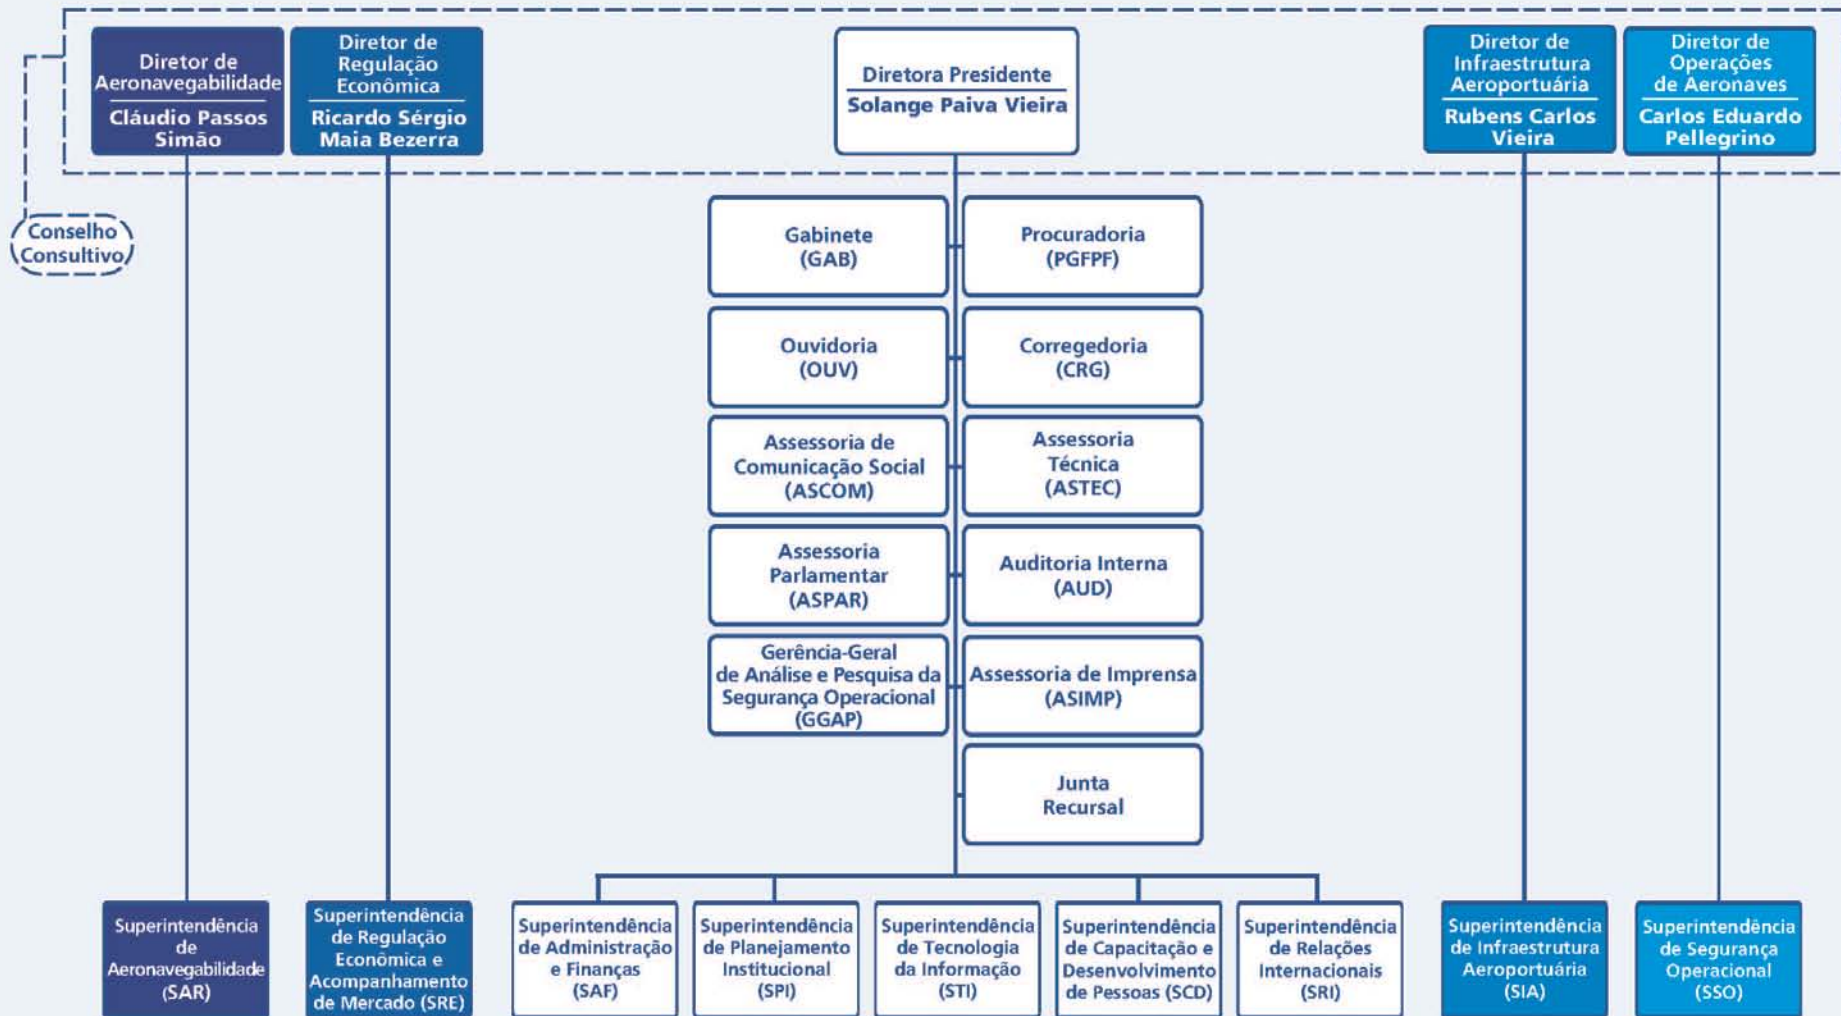 Diretor de
Aeronavegabilidade
Cláudio Passos
Simão
Diretor de
Regulação
Econômica
Ricardo Sérgio
Maia Bezerra
Diretora Presidente
Solange Paiva Vieira
Diretor de
Infraestrutura
Aeroportuária
Rubens Carlos
Vieira
Diretor de
Operações
de Aeronaves
Carlos Eduardo
Pellegrino
Conselho
Consultivo
Gabinete
(GAB)
Procuradoria
(PGFPF)
Ouvidoria
(OUV)
Corregedoria
(CRG)
Assessoria de
Comunicação Social
(ASCOM)
Assessoria
Técnica
(ASTEC)
Assessoria
Parlamentar
(ASPAR)
Auditoria Interna
(AUD)
Gerência-Geral
de Análise e Pesquisa da
Segurança Operacional
(GGAP)
Assessoria de Imprensa
(ASIMP)
Junta
Recursal
Superintendência
de
Aeronavegabilidade
(SAR)
Superintendência
de Regulação
Econômica e
Acompanhamento
de Mercado (SRE)
Superintendência
de Administração
e Finanças
(SAF)
Superintendência
de Planejamento
Institucional
(SPI)
Superintendência
de Tecnologia
da Informação
(STI)
Superintendência
de Capacitação e
Desenvolvimento
de Pessoas (SCD)
Superintendência
de Relações
Internacionais
(SRI)
Superintendência
de Infraestrutura
Aeroportuária
(SIA)
Superintendência
de Segurança
Operacional
(SSO)